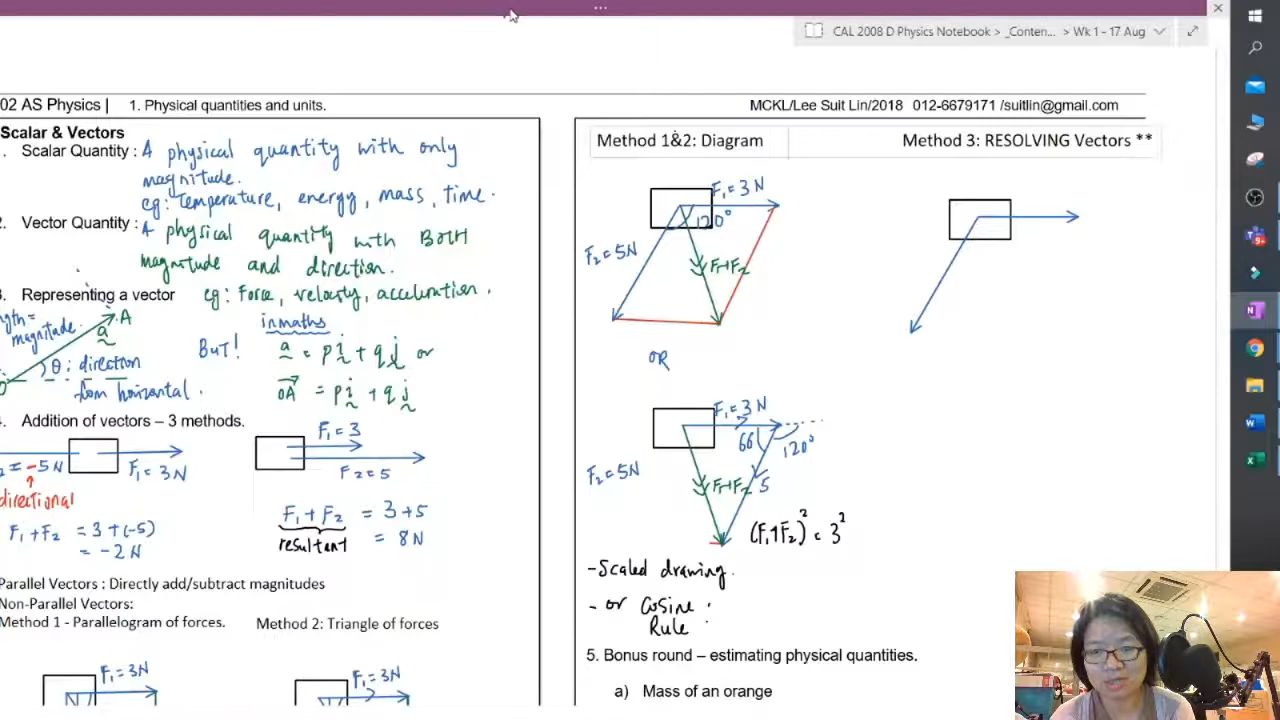 CAL 2008 D Physics Notebook > _Conten... > Wk 1 - 17 Aug
02 AS Physics | 1. Physical quantities and units.
MCKL/Lee Suit Lin/2018 012-6679171 /suitlin@gmail.com
Scalar & Vectors
. Scalar Quantity : A physical quantity with only
magnitude.
eg: Temperature, energy, mass, time.
2. Vector Quantity : A physical quantity with BOTH
magnitude and direction.
3. Representing a vector eg: Force, velocity, acceleration.
length =
magnitude.
A
a
θ : direction
from horizontal.
BUT!
in maths
a = pi + qj or
OA = pi + qj
4. Addition of vectors – 3 methods.
2 = -5N
F₁ = 3N
directional
F₁ + F₂ = 3 + (-5)
= -2 N
F₁ = 3
F₂ = 5
F₁ + F₂ = 3 + 5
resultant = 8N
Parallel Vectors : Directly add/subtract magnitudes
Non-Parallel Vectors:
Method 1 - Parallelogram of forces.
Method 2: Triangle of forces
F₁ = 3N
F₁ = 3N
Method 1&2: Diagram
Method 3: RESOLVING Vectors **
F₁ = 3N
120°
F₂ = 5N
F₁+F₂
OR
F₁ = 3N
66
120°
F₂ = 5N
F₁+F₂
5
(F₁+F₂)² = 3²
- Scaled drawing.
- or Cosine :
Rule
5. Bonus round – estimating physical quantities.
a) Mass of an orange